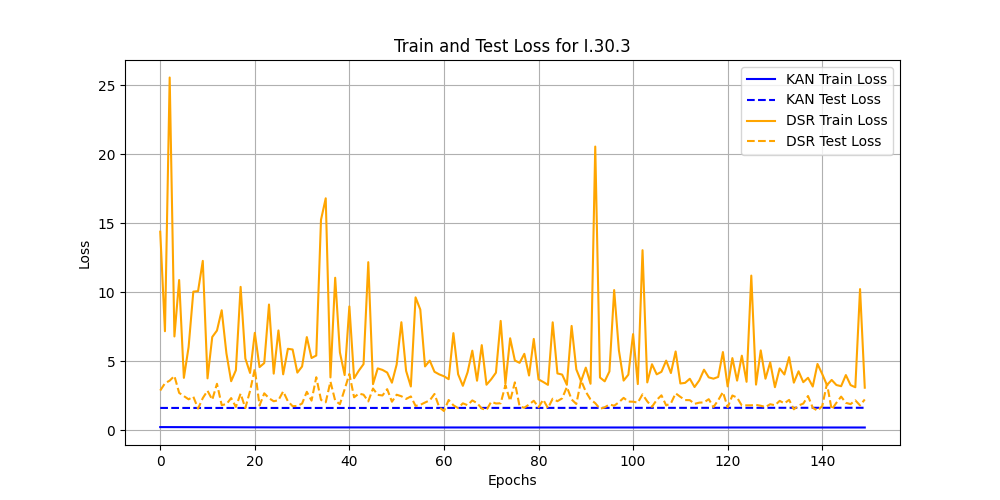 Train and Test Loss for I.30.3
KAN Train Loss
KAN Test Loss
DSR Train Loss
DSR Test Loss
25
20
15
10
5
0
Loss
0 20 40 60 80 100 120 140
Epochs